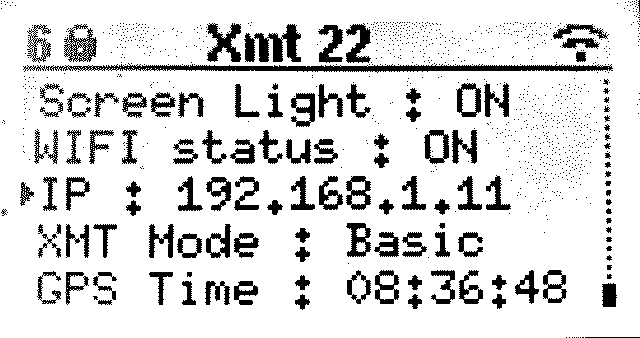 6 Xmt 22
Screen Light : ON
WIFI status : ON
IP : 192.168.1.11
XMT Mode : Basic
GPS Time : 08:36:48